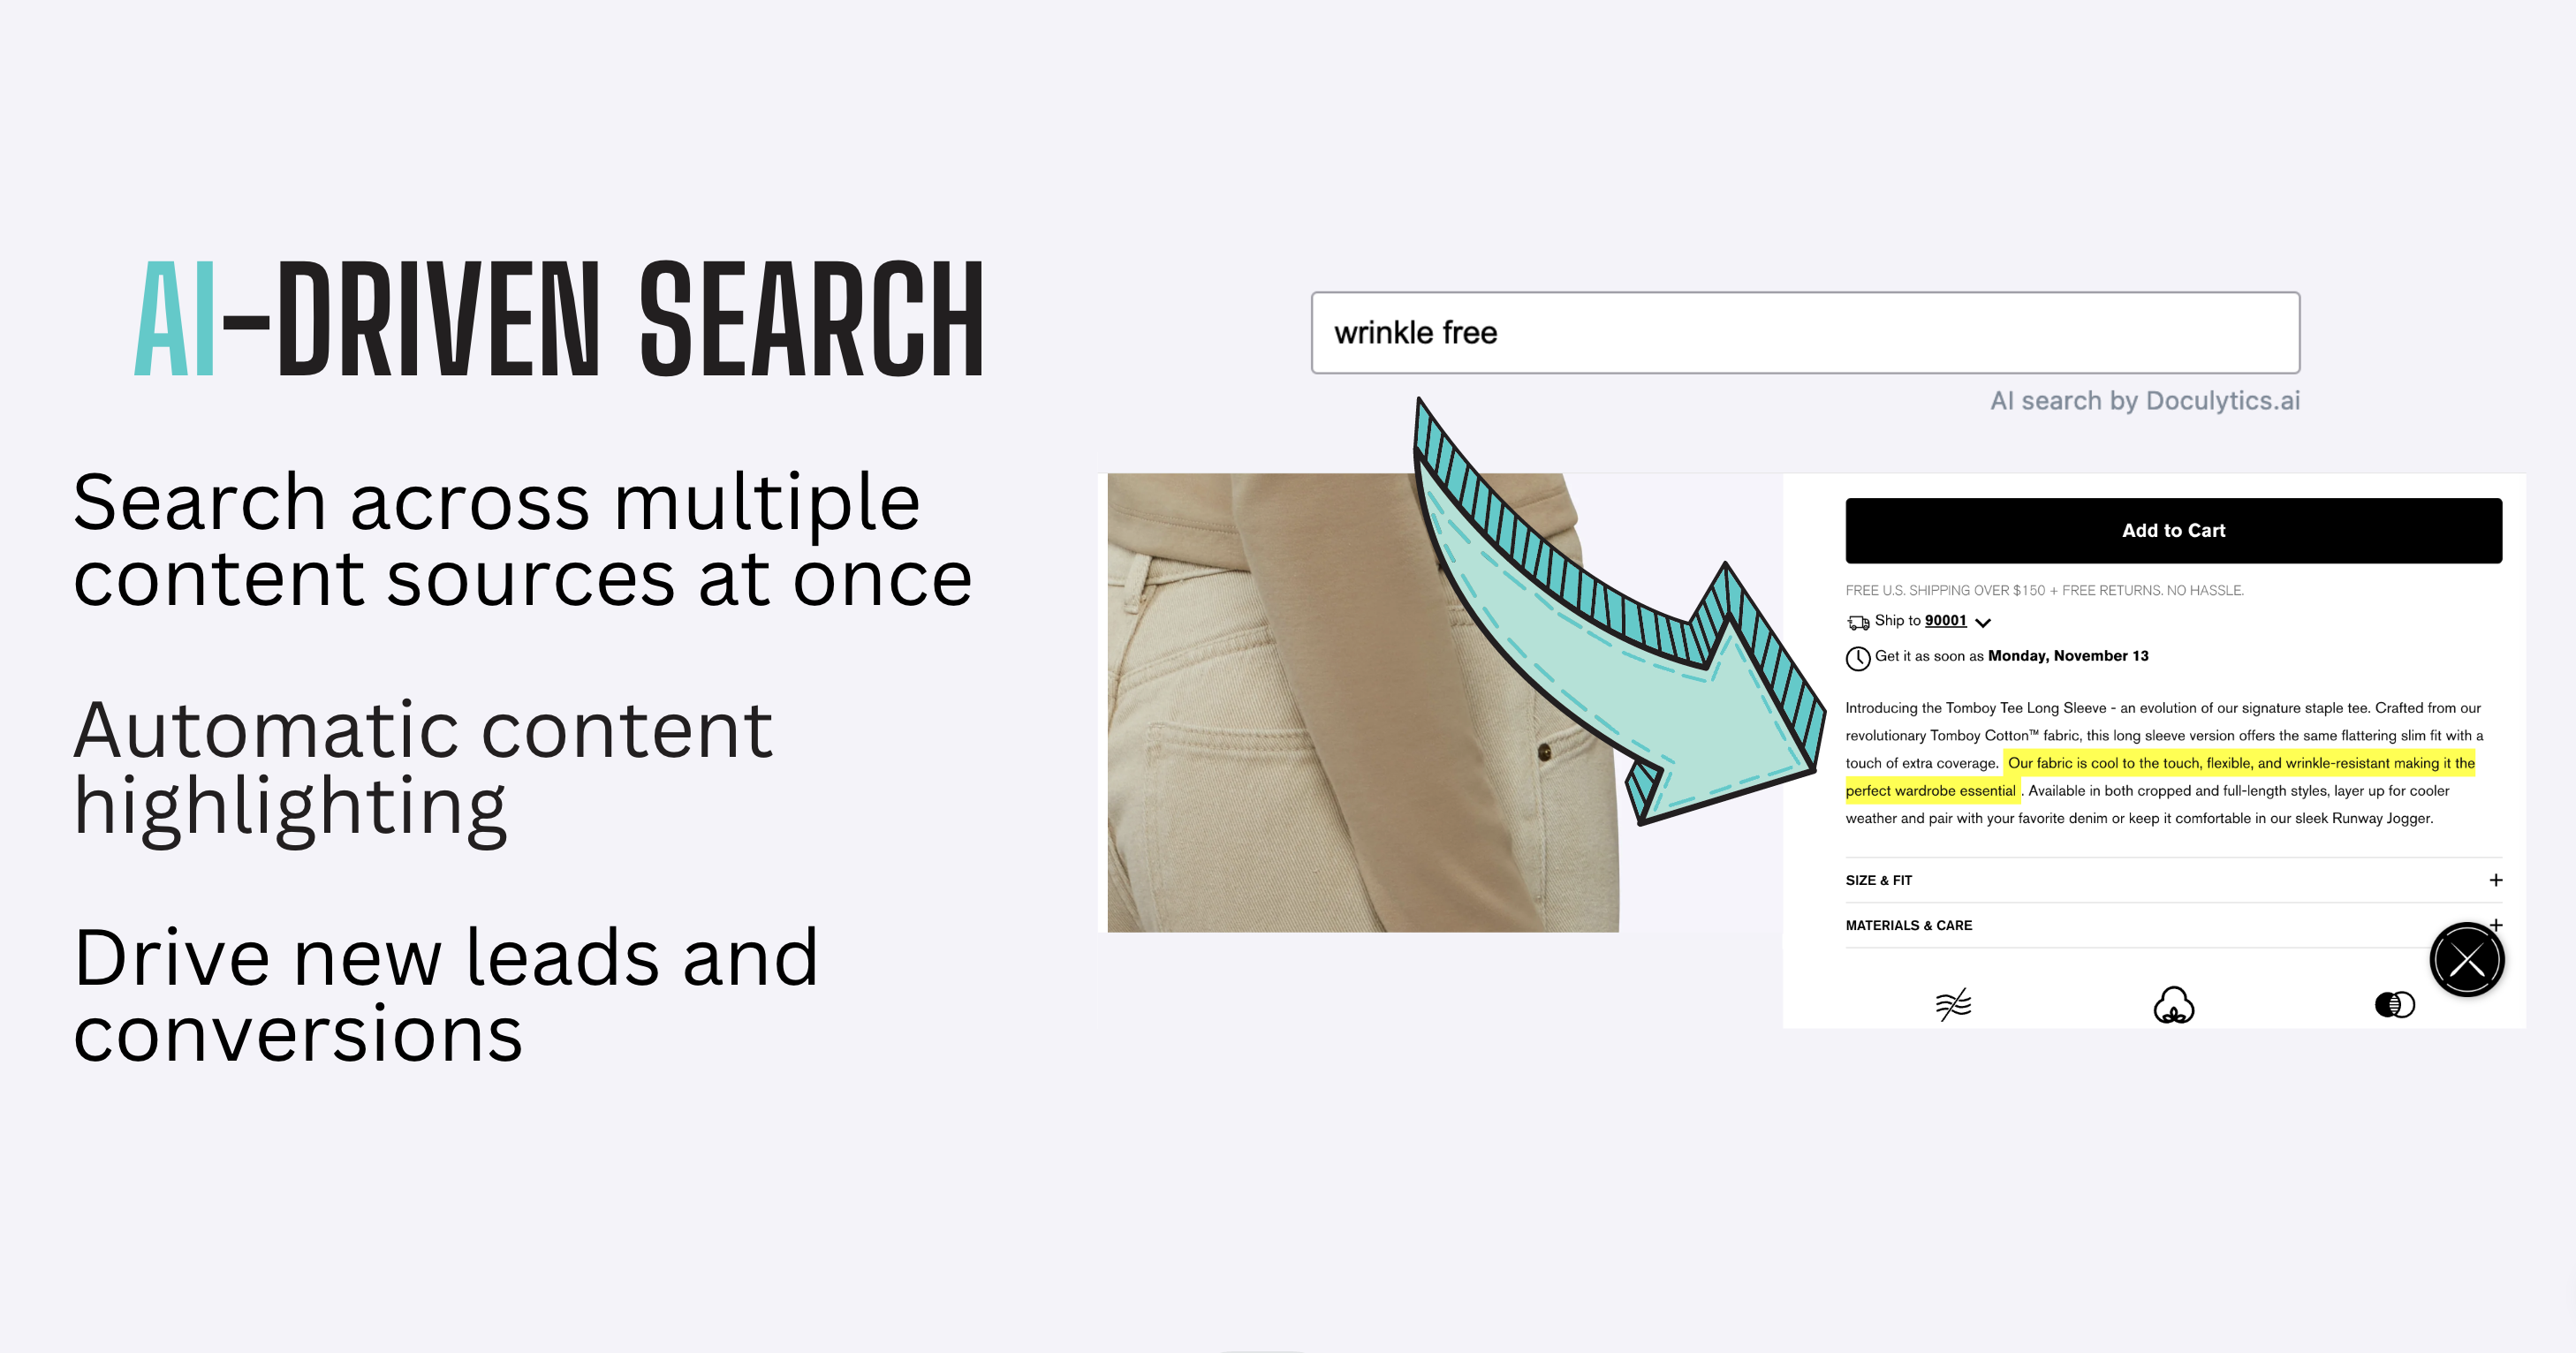 AI-DRIVEN SEARCH
Search across multiple
content sources at once
Automatic content
highlighting
Drive new leads and
conversions
wrinkle free
AI search by Doculytics.ai
Add to Cart
FREE U.S. SHIPPING OVER $150 + FREE RETURNS. NO HASSLE.
Ship to 90001
Get it as soon as Monday, November 13
Introducing the Tomboy Tee Long Sleeve - an evolution of our signature staple tee. Crafted from our
revolutionary Tomboy Cotton™ fabric, this long sleeve version offers the same flattering slim fit with a
touch of extra coverage. Our fabric is cool to the touch, flexible, and wrinkle-resistant making it the
perfect wardrobe essential . Available in both cropped and full-length styles, layer up for cooler
weather and pair with your favorite denim or keep it comfortable in our sleek Runway Jogger.
SIZE & FIT +
MATERIALS & CARE +